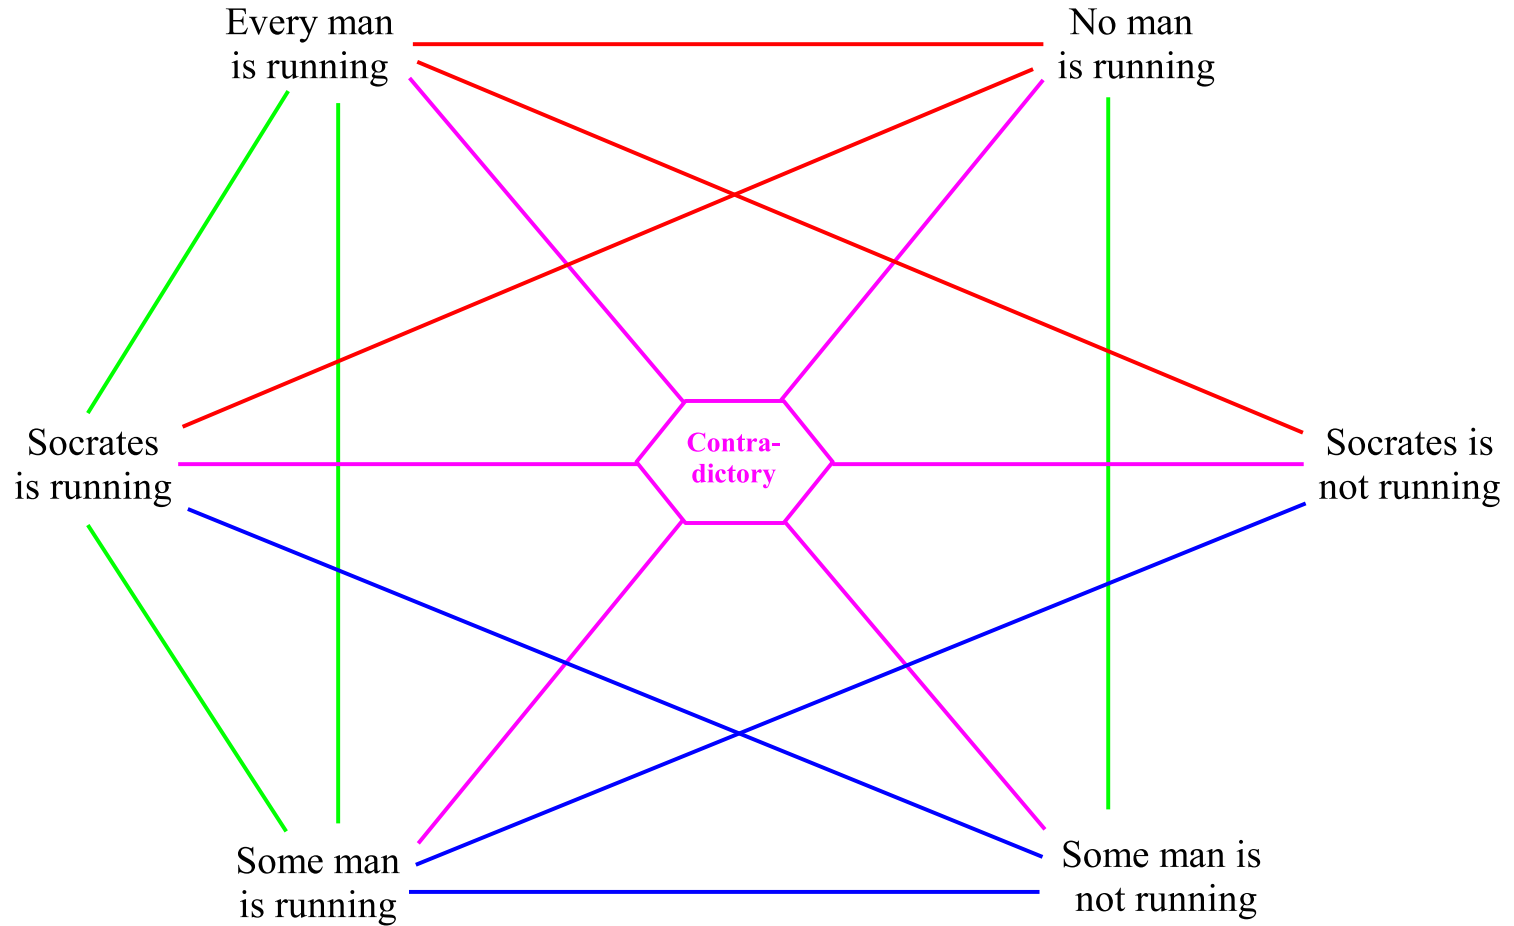 Every man
is running
No man
is running
Contra-
dictory
Socrates
is running
Socrates is
not running
Some man
is running
Some man is
not running